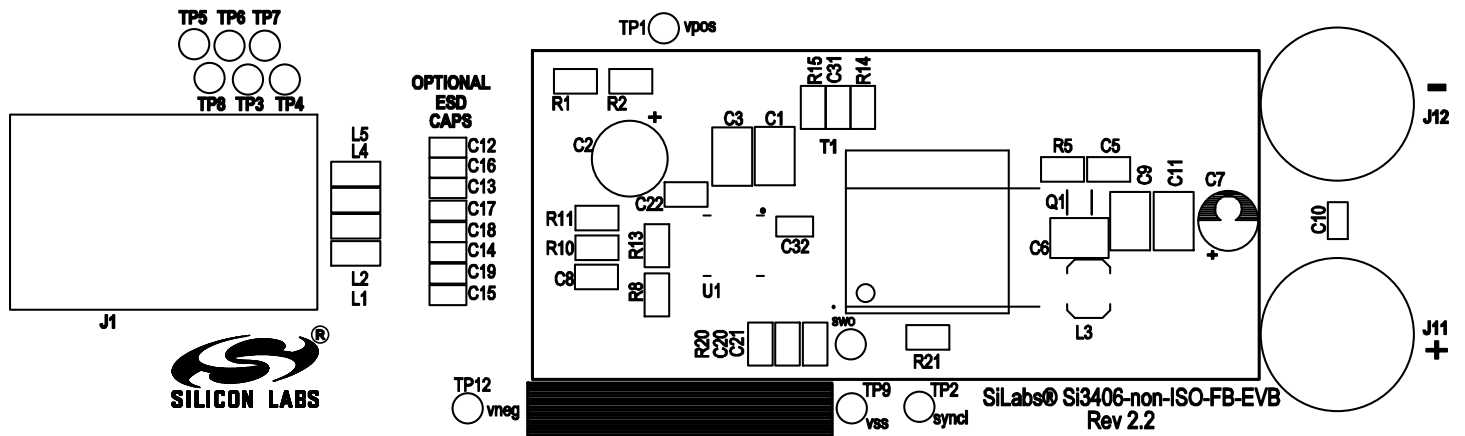 TP5 TP6 TP7
TP8 TP3 TP4
TP1 vpos
OPTIONAL
ESD
CAPS
C12
C16
C13
C17
C18
C14
C19
C15
L5
L4
L2
L1
J1
®
SILICON LABS
R1
R2
+
C2
C3
C1
R15
C31
R14
T1
C22
R11
R10
C8
R13
R8
U1
C32
R20
C20
C21
swo
R21
R5
C5
Q1
C6
C9
C11
C7
+
L3
C10
-
J12
J11
+
TP12
vneg
TP9
vss
TP2
syncl
SiLabs® Si3406-non-ISO-FB-EVB
Rev 2.2